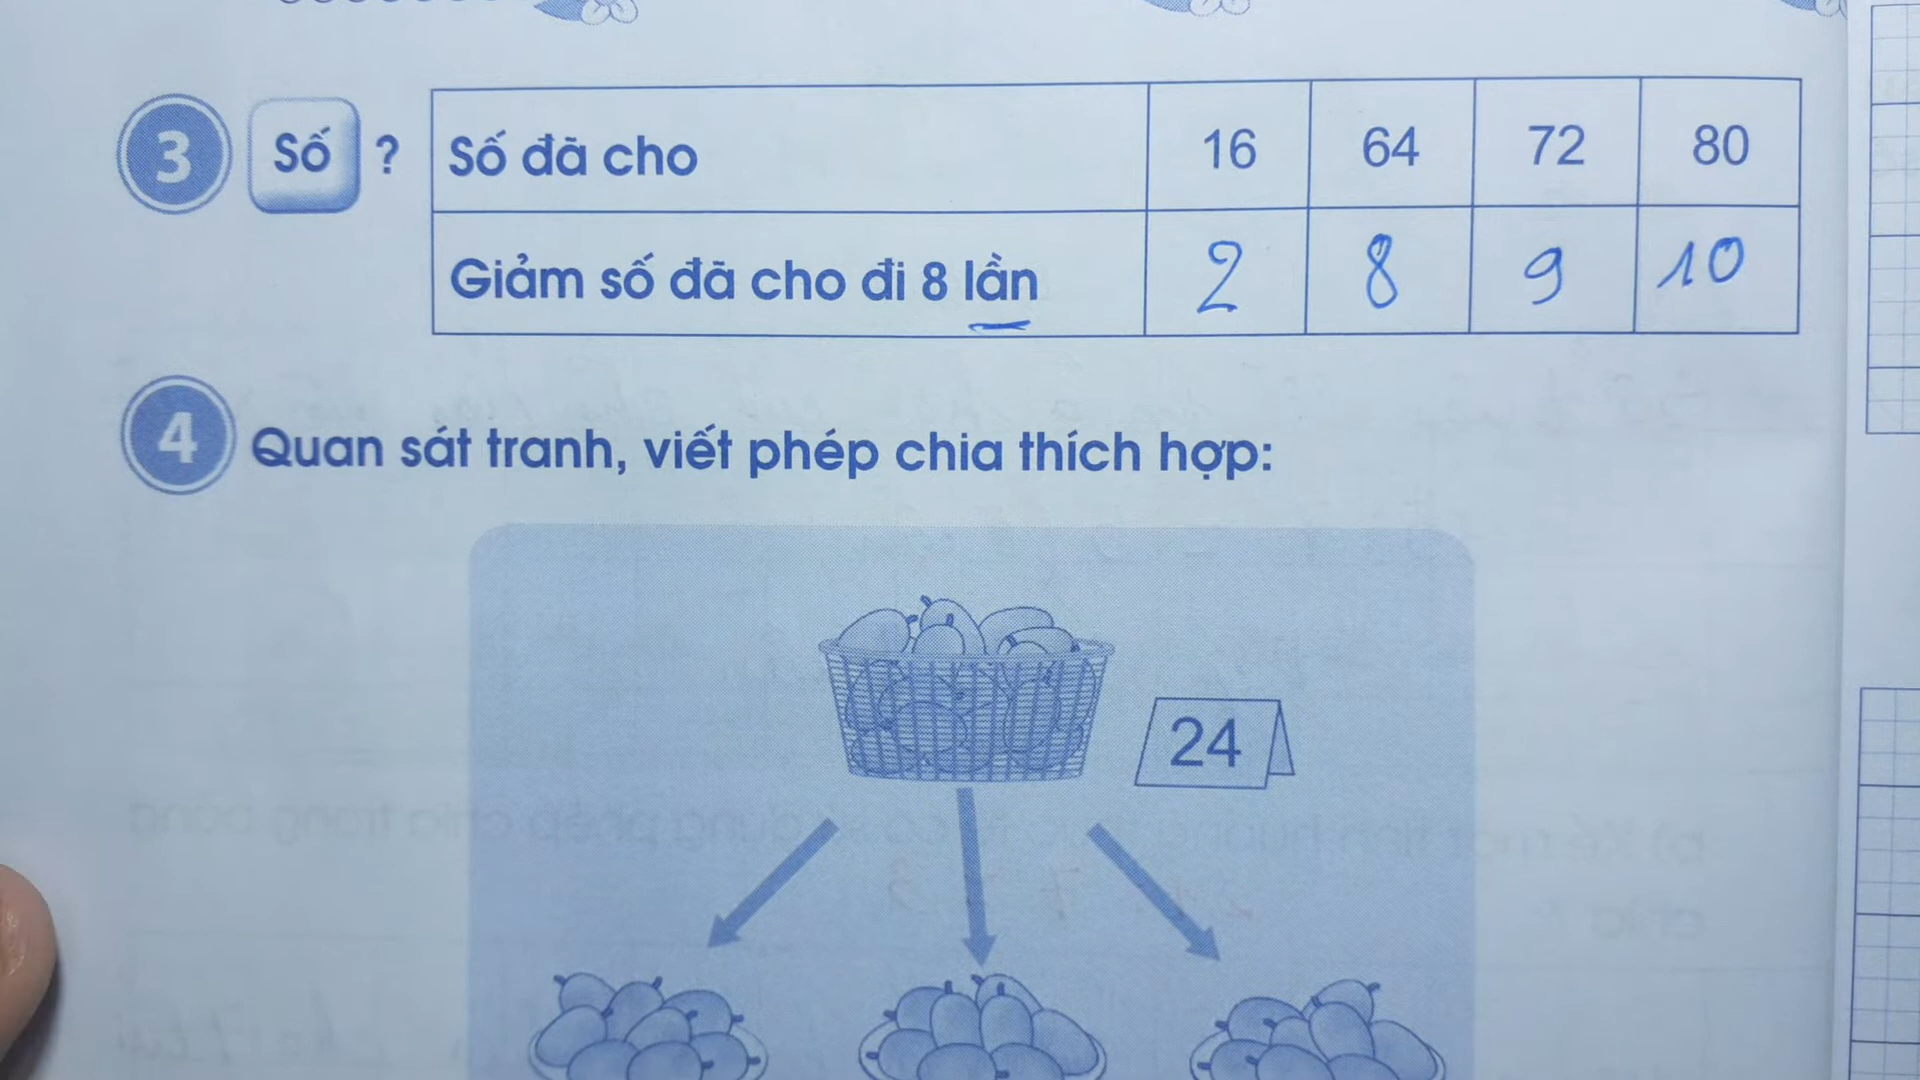 3 Số ? Số đã cho 16 64 72 80
Giảm số đã cho đi 8 lần 2 8 9 10
4 Quan sát tranh, viết phép chia thích hợp:
24